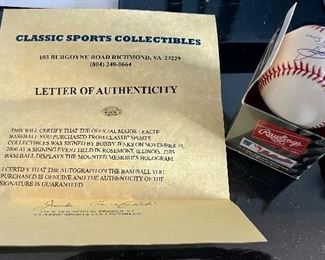 CLASSIC SPORTS COLLECTIBLES
103 BURGOYNE ROAD RICHMOND, VA 23229
(804) 240-0664
LETTER OF AUTHENTICITY
THIS WILL CERTIFY THAT THE OFFICIAL MAJOR LEAGUE
BASEBALL YOU PURCHASED FROM CLASSIC SPORTS
COLLECTIBLES WAS SIGNED BY BOBBY JENKS ON NOVEMBER 19,
2006 AT A SIGNING EVENT HELD IN ROSEMONT, ILLINOIS. THIS
BASEBALL DISPLAYS THE MOUNTED MEMORIES HOLOGRAM.
I CERTIFY THAT THE AUTOGRAPH ON THE BASEBALL YOU
PURCHASED IS GENUINE AND THE AUTHENTICITY OF THE
SIGNATURE IS GUARANTEED.
CLASSIC SPORTS COLLECTIBLES
Rawlings